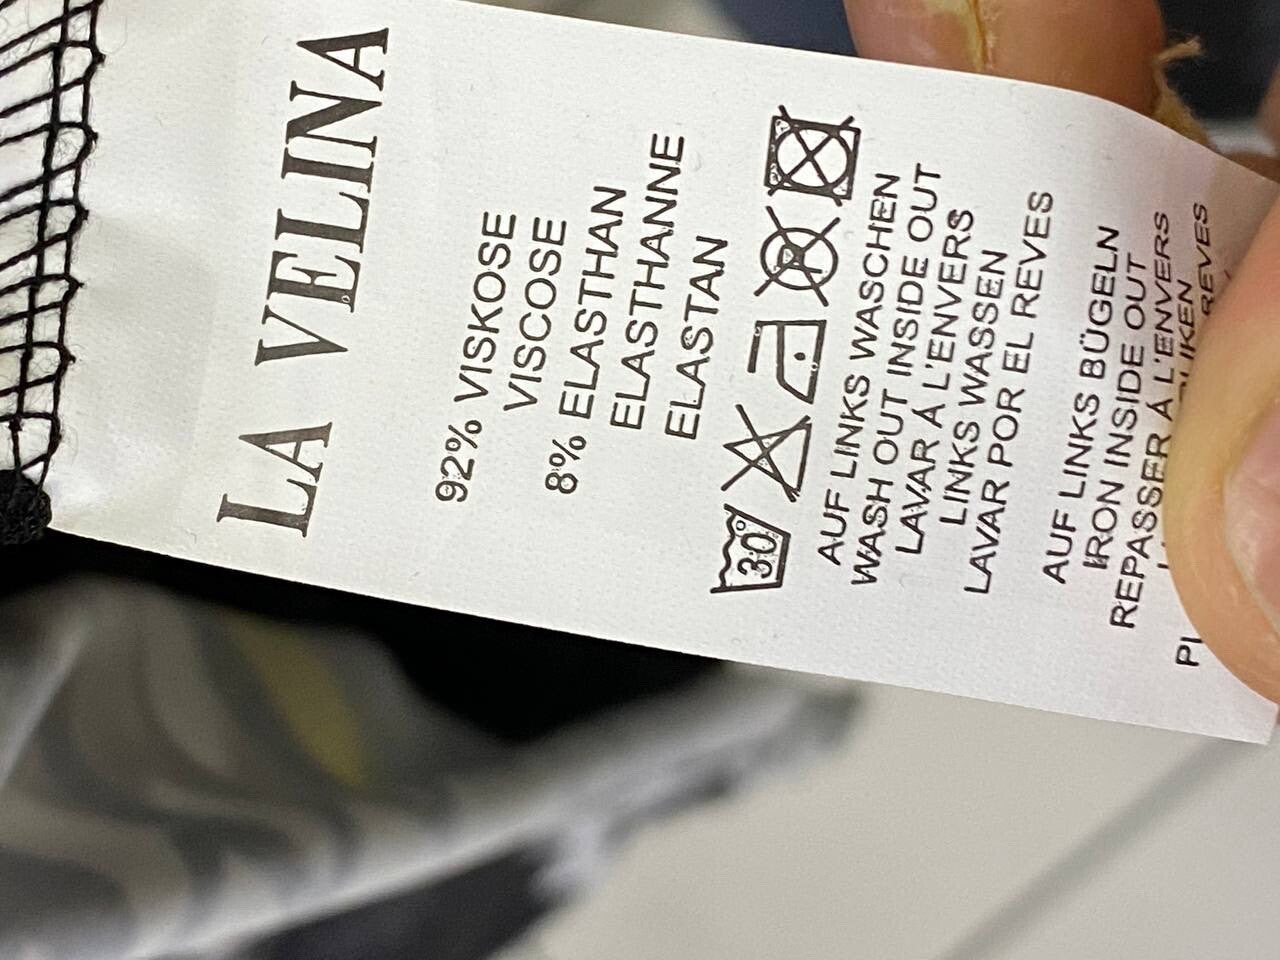 LA VELINA
92% VISKOSE
VISCOSE
8% ELASTHAN
ELASTHANNE
ELASTAN
30°
P
AUF LINKS WASCHEN
WASH OUT INSIDE OUT
LAVAR Á L'ENVERS
LINKS WASSEN
LAVAR POR EL REVES
AUF LINKS BÜGELN
IRON INSIDE OUT
REPASSER Á L'ENVERS
REVES